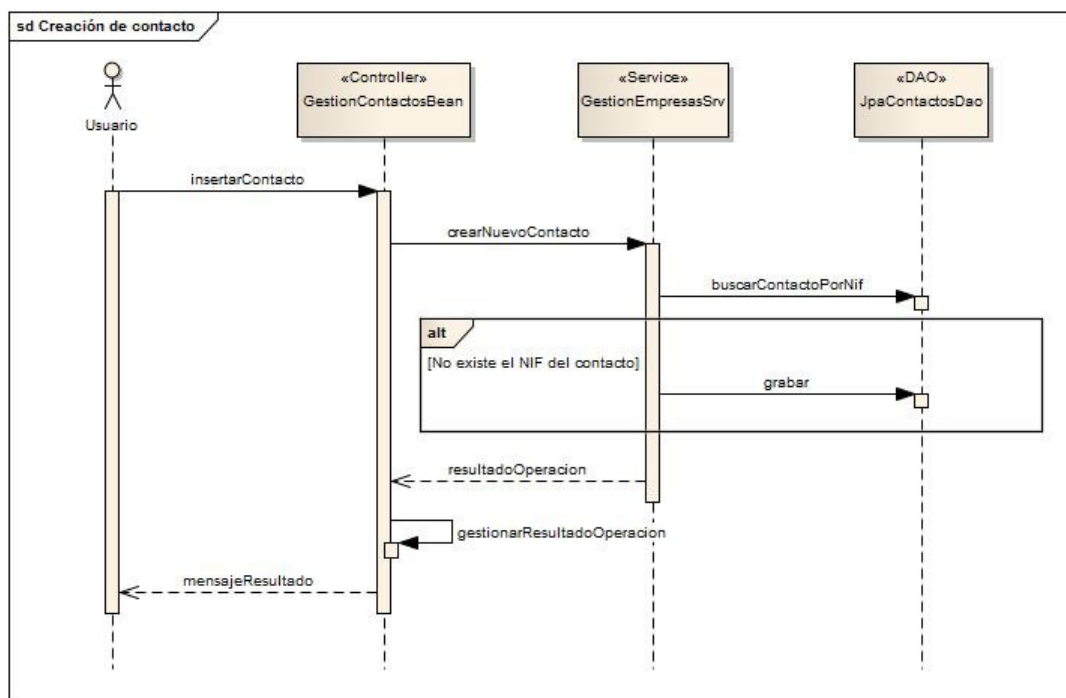 sd Creación de contacto
«Controller»
GestionContactosBean
«Service»
GestionEmpresasSrv
«DAO»
JpaContactosDao
Usuario
insertarContacto
crearNuevoContacto
buscarContactoPorNif
alt
[No existe el NIF del contacto]
grabar
resultadoOperacion
gestionarResultadoOperacion
mensajeResultado